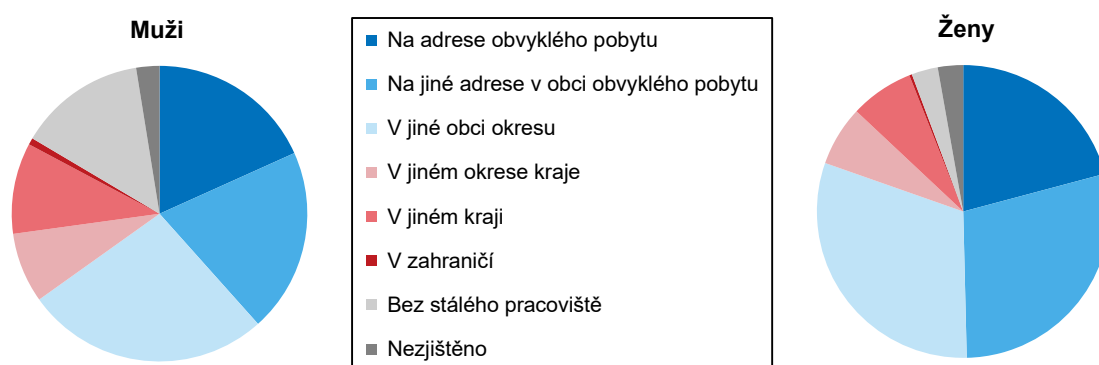 Muži
Na adrese obvyklého pobytu
Na jiné adrese v obci obvyklého pobytu
V jiné obci okresu
V jiném okrese kraje
V jiném kraji
V zahraničí
Bez stálého pracoviště
Nezjištěno
Ženy